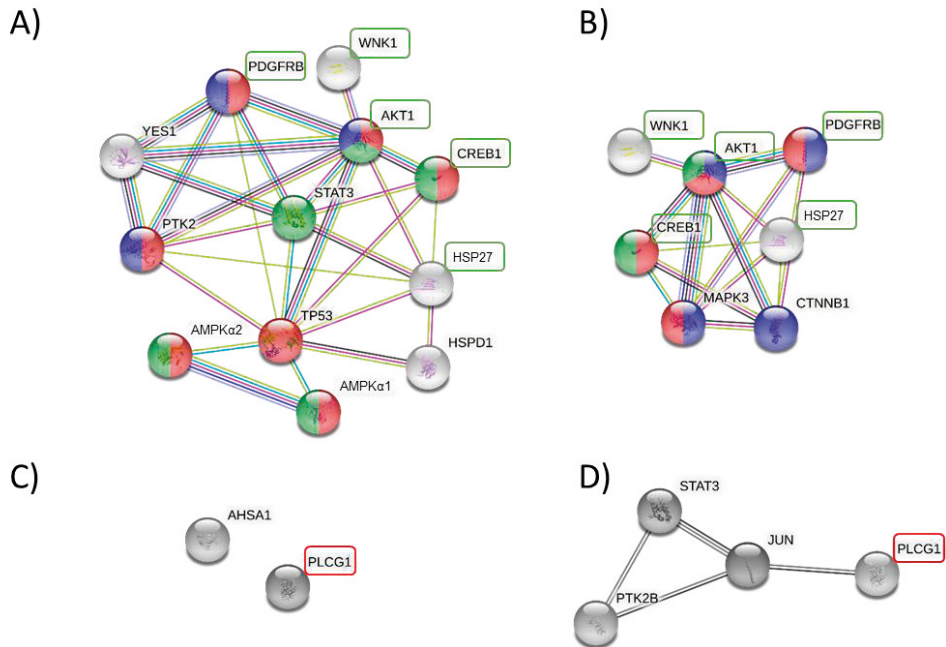 A)
WNK1
PDGFRB
AKT1
YES1
CREB1
STAT3
PTK2
HSP27
TP53
AMPKα2
HSPD1
AMPKα1
B)
WNK1
PDGFRB
AKT1
HSP27
CREB1
MAPK3
CTNNB1
C)
AHSA1
PLCG1
D)
STAT3
JUN
PLCG1
PTK2B